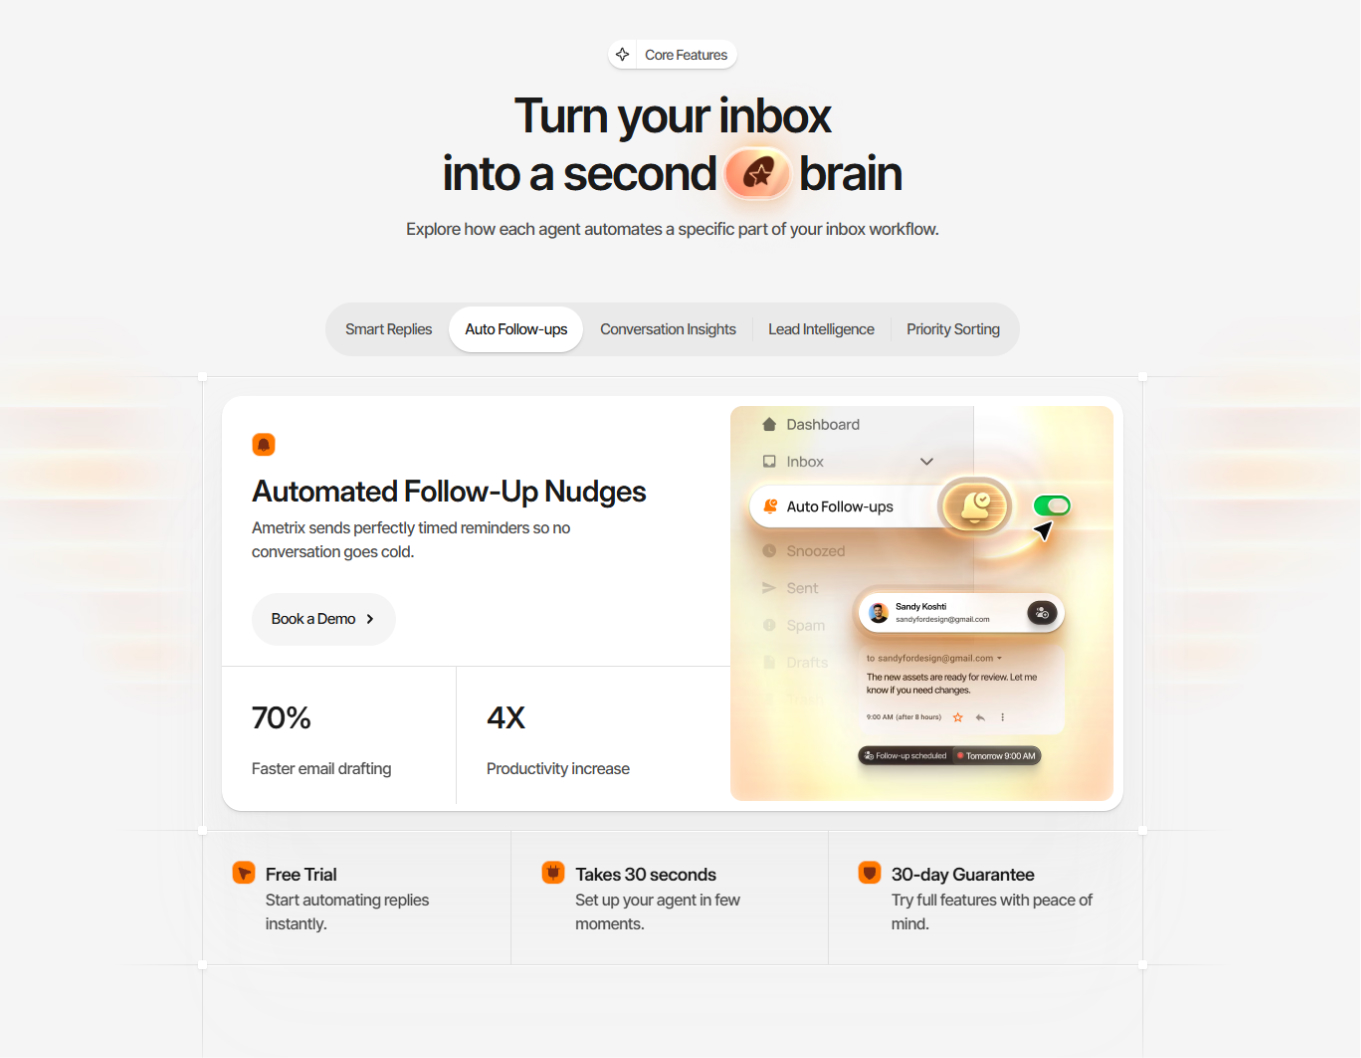 Core Features
Turn your inbox
into a second brain
Explore how each agent automates a specific part of your inbox workflow.
Smart Replies
Auto Follow-ups
Conversation Insights
Lead Intelligence
Priority Sorting
Automated Follow-Up Nudges
Ametrix sends perfectly timed reminders so no
conversation goes cold.
Book a Demo
70%
Faster email drafting
4X
Productivity increase
Dashboard
Inbox
Auto Follow-ups
Snoozed
Sent
Spam
Drafts
Sandy Koshti
sandyfordesign@gmail.com
to sandyfordesign@gmail.com
The new assets are ready for review. Let me
know if you need changes.
9:00 AM (after 8 hours)
Follow-up scheduled
Tomorrow 9:00 AM
Free Trial
Start automating replies
instantly.
Takes 30 seconds
Set up your agent in few
moments.
30-day Guarantee
Try full features with peace of
mind.